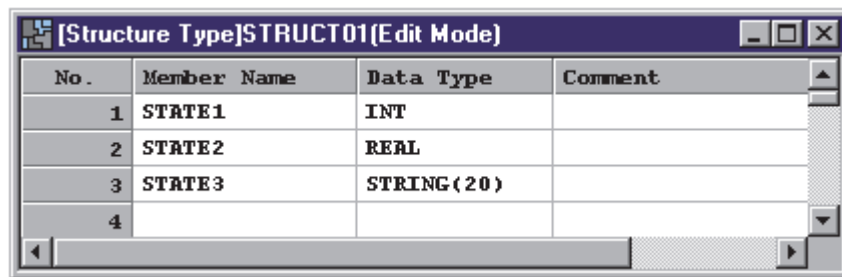 [Structure Type]STRUCT01(Edit Mode)
No. Member Name Data Type Comment
1 STATE1 INT
2 STATE2 REAL
3 STATE3 STRING(20)
4